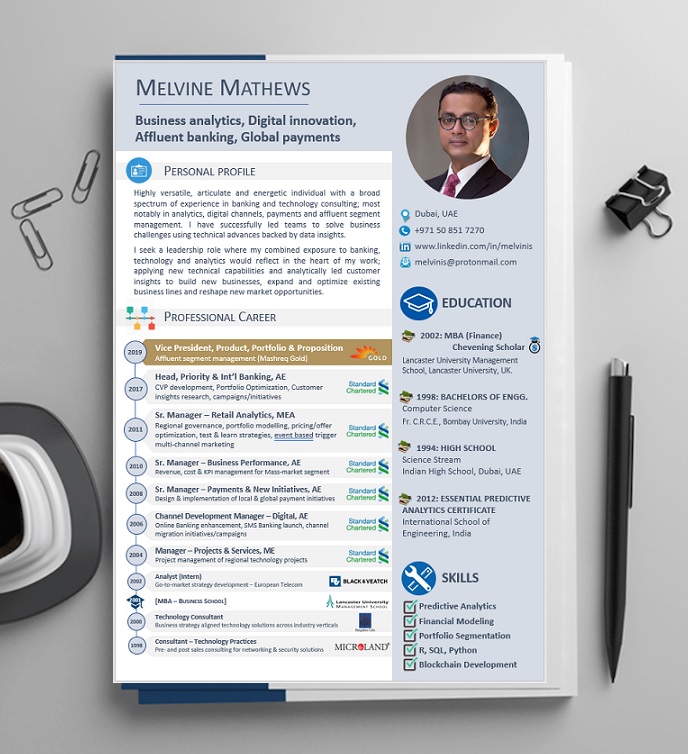 MELVINE MATHEWS
Business analytics, Digital innovation,
Affluent banking, Global payments
PERSONAL PROFILE
Highly versatile, articulate and energetic individual with a broad
spectrum of experience in banking and technology consulting; most
notably in analytics, digital channels, payments and affluent segment
management. I have successfully led teams to solve business
challenges using technical advances backed by data insights.
I seek a leadership role where my combined exposure to banking,
technology and analytics would reflect in the heart of my work;
applying new technical capabilities and analytically led customer
insights to build new businesses, expand and optimize existing
business lines and reshape new market opportunities.
PROFESSIONAL CAREER
2019
Vice President, Product, Portfolio & Proposition
Affluent segment management (Mashreq Gold)
GOLD
2017
Head, Priority & Int'l Banking, AE
CVP development, Portfolio Optimization, Customer
insights research, campaigns/initiatives
Standard
Chartered
2011
Sr. Manager – Retail Analytics, MEA
Regional governance, portfolio modelling, pricing/offer
optimization, test & learn strategies, event based trigger
multi-channel marketing
Standard
Chartered
2010
Sr. Manager – Business Performance, AE
Revenue, cost & KPI management for Mass-market segment
Standard
Chartered
2008
Sr. Manager – Payments & New Initiatives, AE
Design & implementation of local & global payment initiatives
Standard
Chartered
2006
Channel Development Manager – Digital, AE
Online Banking enhancement, SMS Banking launch, channel
migration initiatives/campaigns
Standard
Chartered
2004
Manager – Projects & Services, ME
Project management of regional technology projects
Standard
Chartered
2002
Analyst (Intern)
Go-to-market strategy development – European Telecom
BLACK & VEATCH
[MBA – BUSINESS SCHOOL]
Lancaster University
MANAGEMENT SCHOOL
2000
Technology Consultant
Business strategy aligned technology solutions across industry verticals
1998
Consultant – Technology Practices
Pre- and post sales consulting for networking & security solutions
MICROLAND
Dubai, UAE
+971 50 851 7270
www.linkedin.com/in/melvinis
melvinis@protonmail.com
EDUCATION
2002: MBA (Finance)
Chevening Scholar
Lancaster University Management
School, Lancaster University, UK.
1998: BACHELORS OF ENGG.
Computer Science
Fr. C.R.C.E., Bombay University, India
1994: HIGH SCHOOL
Science Stream
Indian High School, Dubai, UAE
2012: ESSENTIAL PREDICTIVE
ANALYTICS CERTIFICATE
International School of
Engineering, India
SKILLS
Predictive Analytics
Financial Modeling
Portfolio Segmentation
R, SQL, Python
Blockchain Development